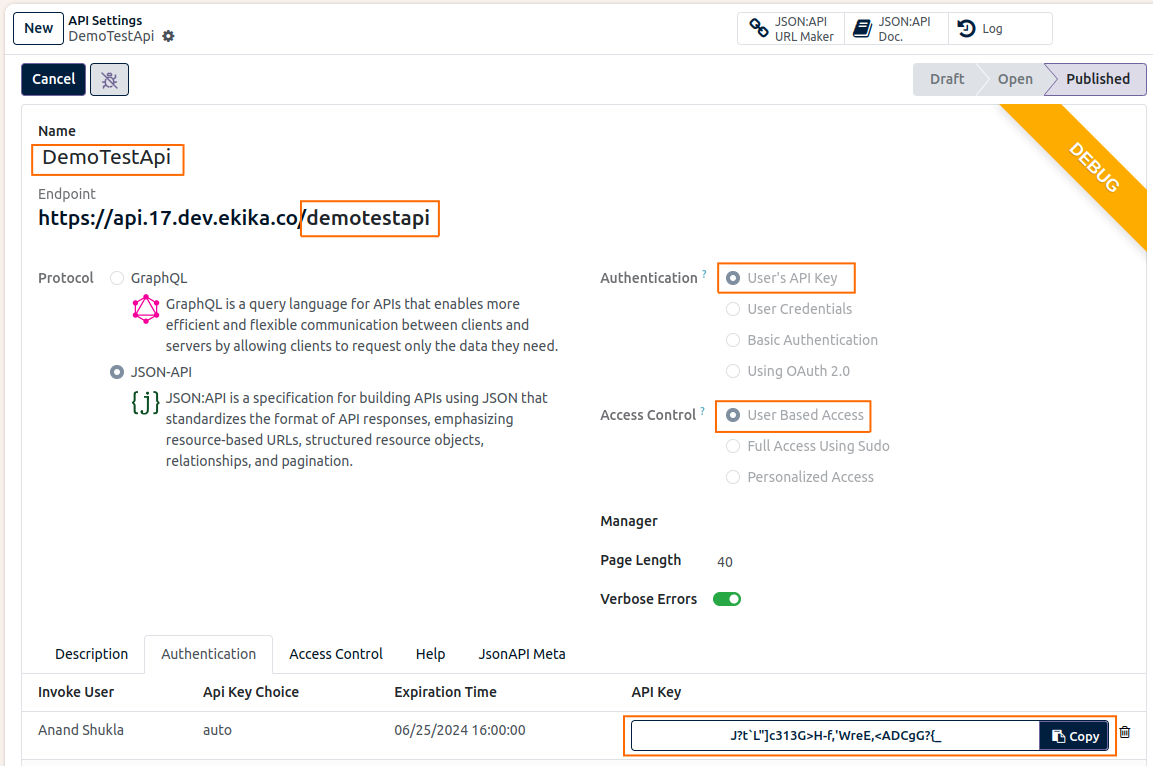 New
API Settings
DemoTestApi
JSON:API
URL Maker
JSON:API
Doc.
Log
Cancel
Draft
Open
Published
DEBUG
Name
DemoTestApi
Endpoint
https://api.17.dev.ekika.co/demotestapi
Protocol
GraphQL
GraphQL is a query language for APIs that enables more
efficient and flexible communication between clients and
servers by allowing clients to request only the data they need.
JSON-API
{j}
JSON:API is a specification for building APIs using JSON that
standardizes the format of API responses, emphasizing
resource-based URLs, structured resource objects,
relationships, and pagination.
Authentication ?
User's API Key
User Credentials
Basic Authentication
Using OAuth 2.0
Access Control ?
User Based Access
Full Access Using Sudo
Personalized Access
Manager
Page Length 40
Verbose Errors
Description Authentication Access Control Help JsonAPI Meta
Invoke User Api Key Choice Expiration Time API Key
Anand Shukla auto 06/25/2024 16:00:00 J?t`L"]c313G>H-f,'WreE,<ADCgG?{_ Copy